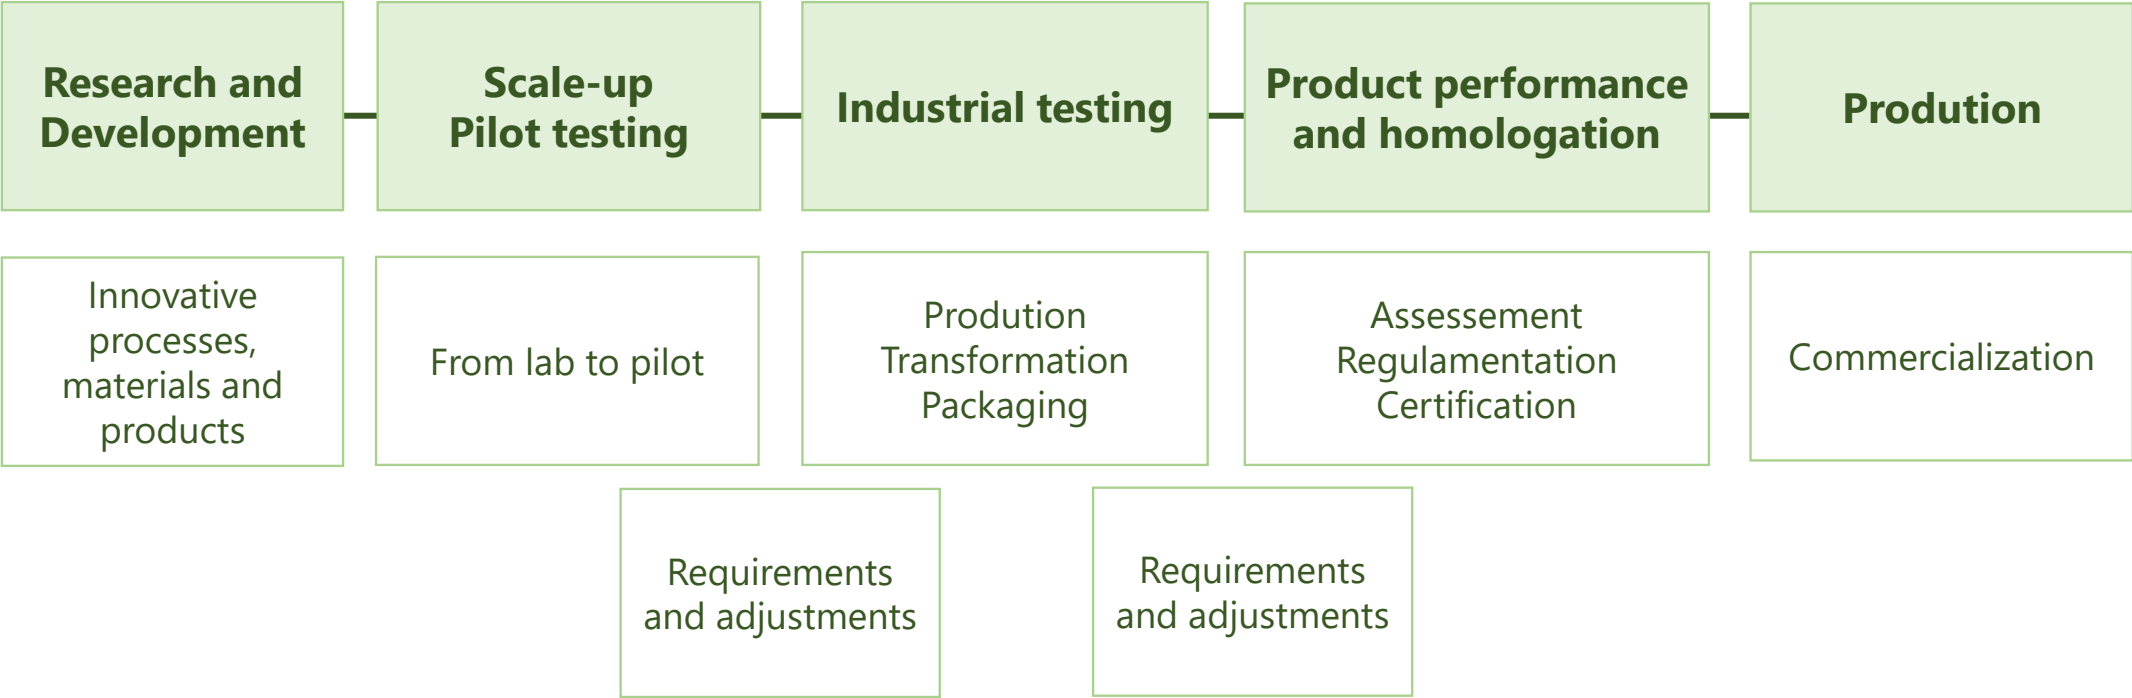 Research and
Development
Scale-up
Pilot testing
Industrial testing
Product performance
and homologation
Prodution
Innovative
processes,
materials and
products
From lab to pilot
Prodution
Transformation
Packaging
Assessement
Regulamentation
Certification
Commercialization
Requirements
and adjustments
Requirements
and adjustments